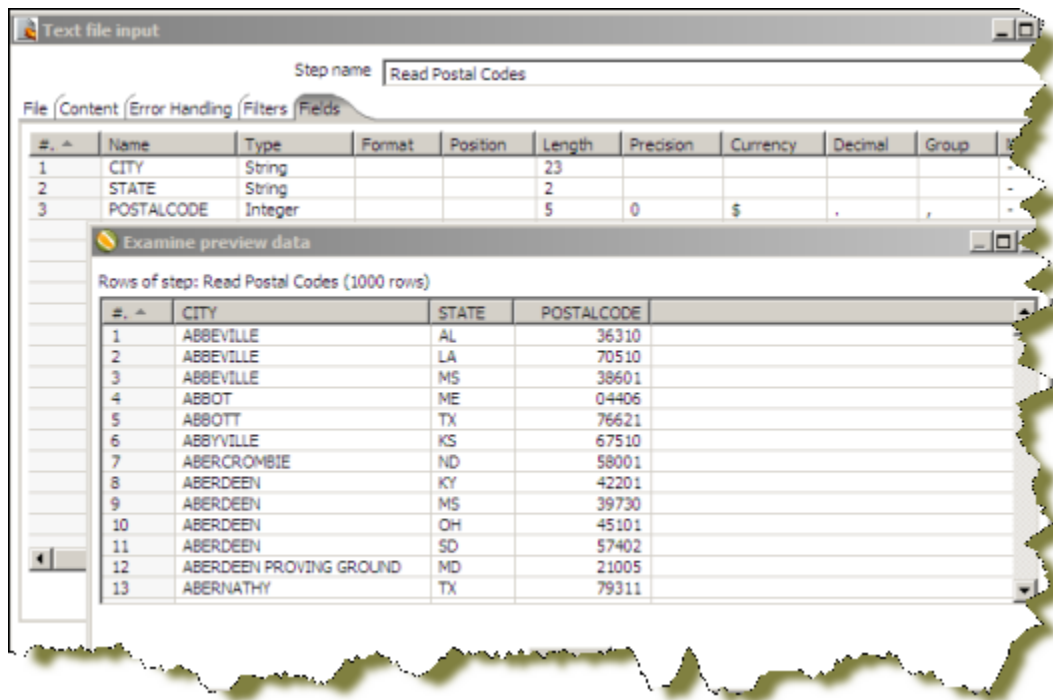 Text file input
Step name Read Postal Codes
File Content Error Handling Filters Fields
#. Name Type Format Position Length Precision Currency Decimal Group
1 CITY String 23 -
2 STATE String 2 -
3 POSTALCODE Integer 5 0 $ . , -
Examine preview data
Rows of step: Read Postal Codes (1000 rows)
#. CITY STATE POSTALCODE
1 ABBEVILLE AL 36310
2 ABBEVILLE LA 70510
3 ABBEVILLE MS 38601
4 ABBOT ME 04406
5 ABBOTT TX 76621
6 ABBYVILLE KS 67510
7 ABERCROMBIE ND 58001
8 ABERDEEN KY 42201
9 ABERDEEN MS 39730
10 ABERDEEN OH 45101
11 ABERDEEN SD 57402
12 ABERDEEN PROVING GROUND MD 21005
13 ABERNATHY TX 79311